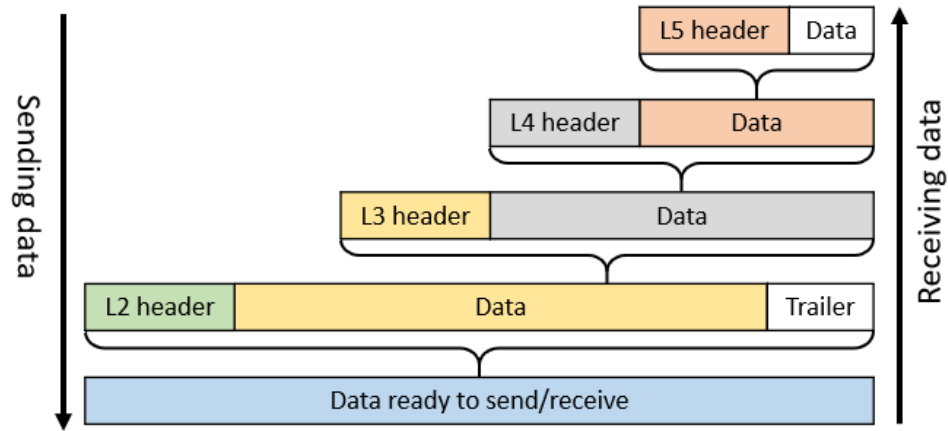 L5 header
Data
Sending data
Receiving data
L4 header
Data
L3 header
Data
L2 header
Data
Trailer
Data ready to send/receive